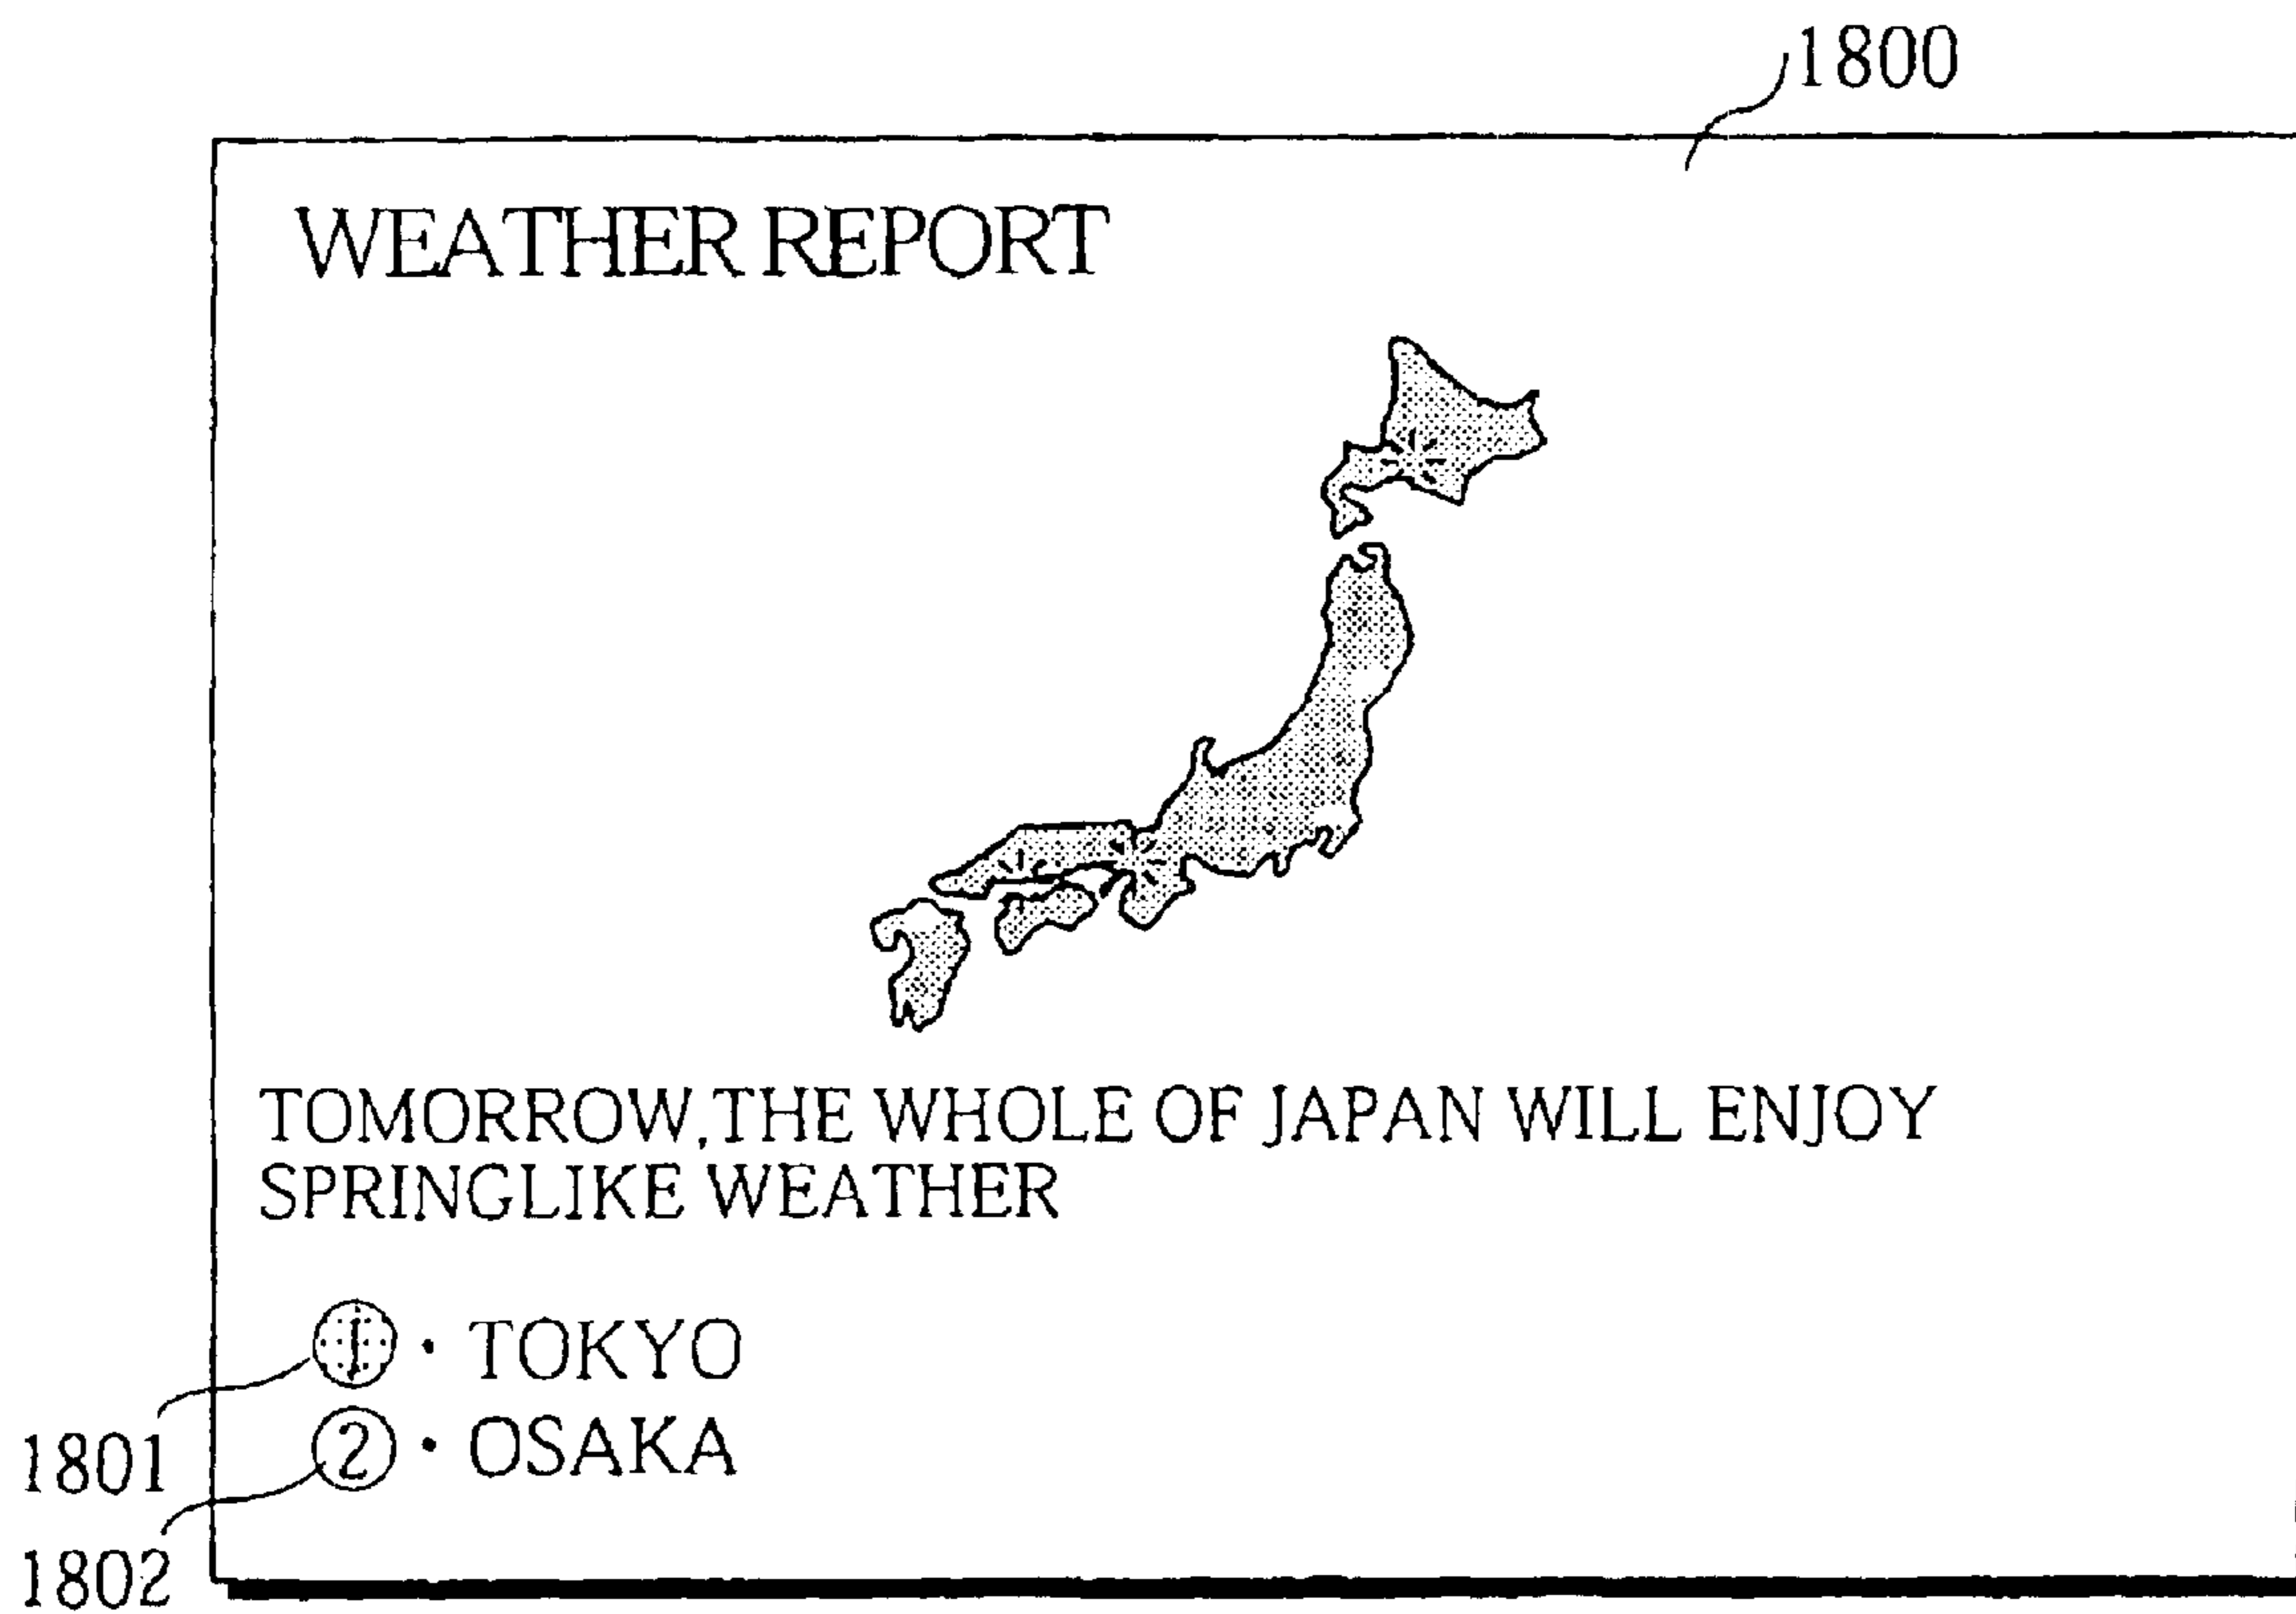 1800
WEATHER REPORT
TOMORROW,THE WHOLE OF JAPAN WILL ENJOY
SPRINGLIKE WEATHER
① · TOKYO
1801
② · OSAKA
1802